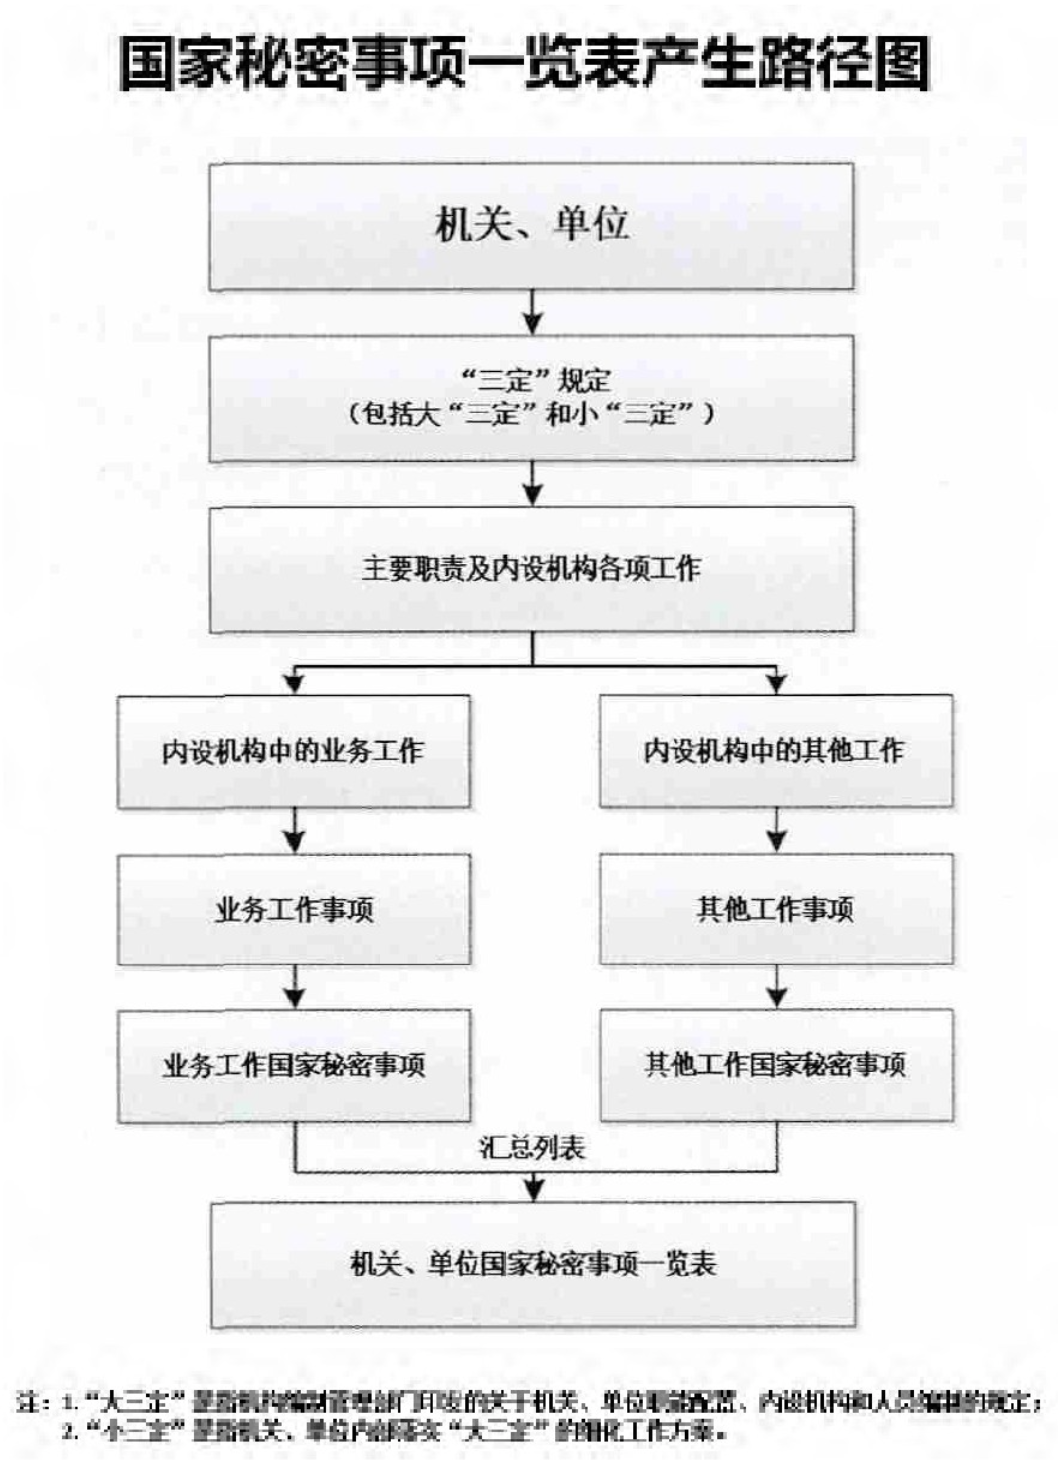 国家秘密事项一览表产生路径图
机关、单位
“三定”规定
（包括大“三定”和小“三定”）
主要职责及内设机构各项工作
内设机构中的业务工作
内设机构中的其他工作
业务工作事项
其他工作事项
业务工作国家秘密事项
其他工作国家秘密事项
汇总列表
机关、单位国家秘密事项一览表
注：1.“大三定”是指机构编制管理部门印发的关于机关、单位职能配置、内设机构和人员编制的规定；
2.“小三定”是指机关、单位内部落实“大三定”的细化工作方案。